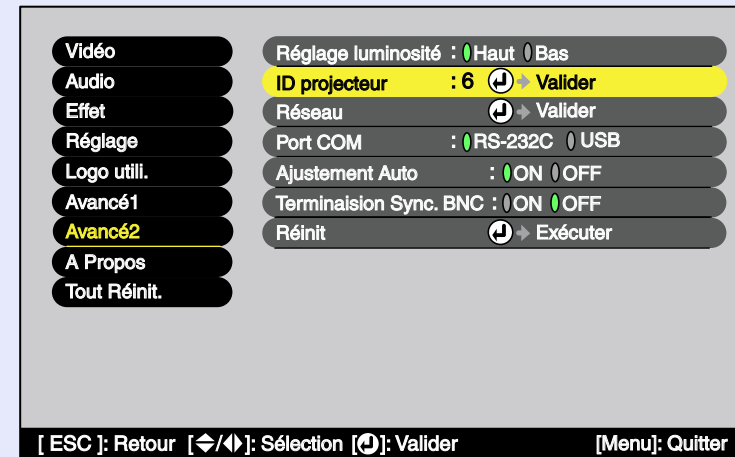 Vidéo
Audio
Effet
Réglage
Logo utili.
Avancé1
Avancé2
A Propos
Tout Réinit.
Réglage luminosité : Haut Bas
ID projecteur : 6 Valider
Réseau Valider
Port COM : RS-232C USB
Ajustement Auto : ON OFF
Terminaision Sync. BNC : ON OFF
Réinit Exécuter
[ ESC ]: Retour [/]: Sélection []: Valider [Menu]: Quitter